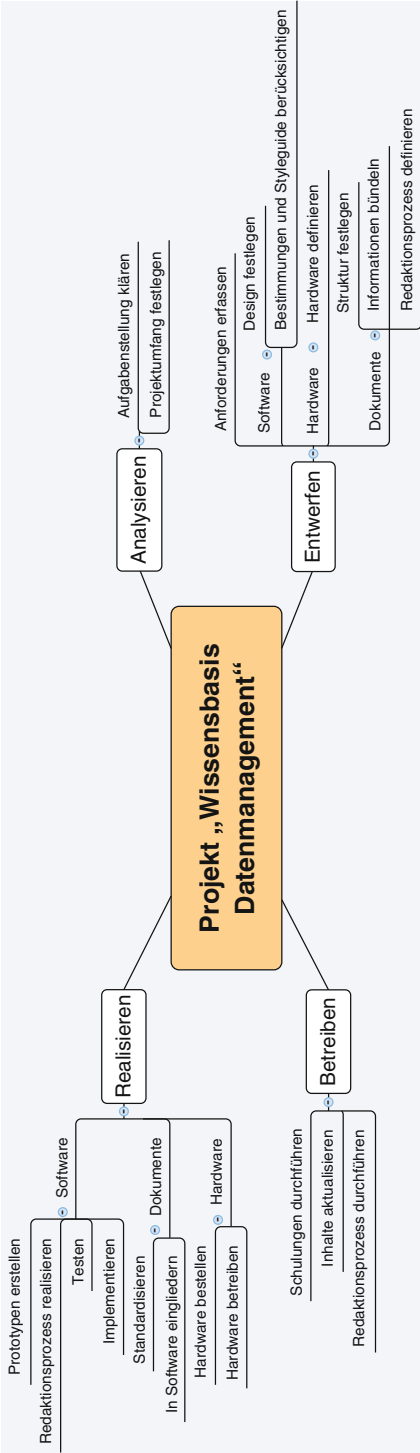 Projekt „Wissensbasis
Datenmanagement“
Analysieren
Aufgabenstellung klären
Projektumfang festlegen
Entwerfen
Anforderungen erfassen
Software
Design festlegen
Bestimmungen und Styleguide berücksichtigen
Hardware
Hardware definieren
Dokumente
Struktur festlegen
Informationen bündeln
Redaktionsprozess definieren
Realisieren
Software
Prototypen erstellen
Redaktionsprozess realisieren
Testen
Implementieren
Dokumente
Standardisieren
In Software eingliedern
Hardware
Hardware bestellen
Hardware betreiben
Betreiben
Schulungen durchführen
Inhalte aktualisieren
Redaktionsprozess durchführen